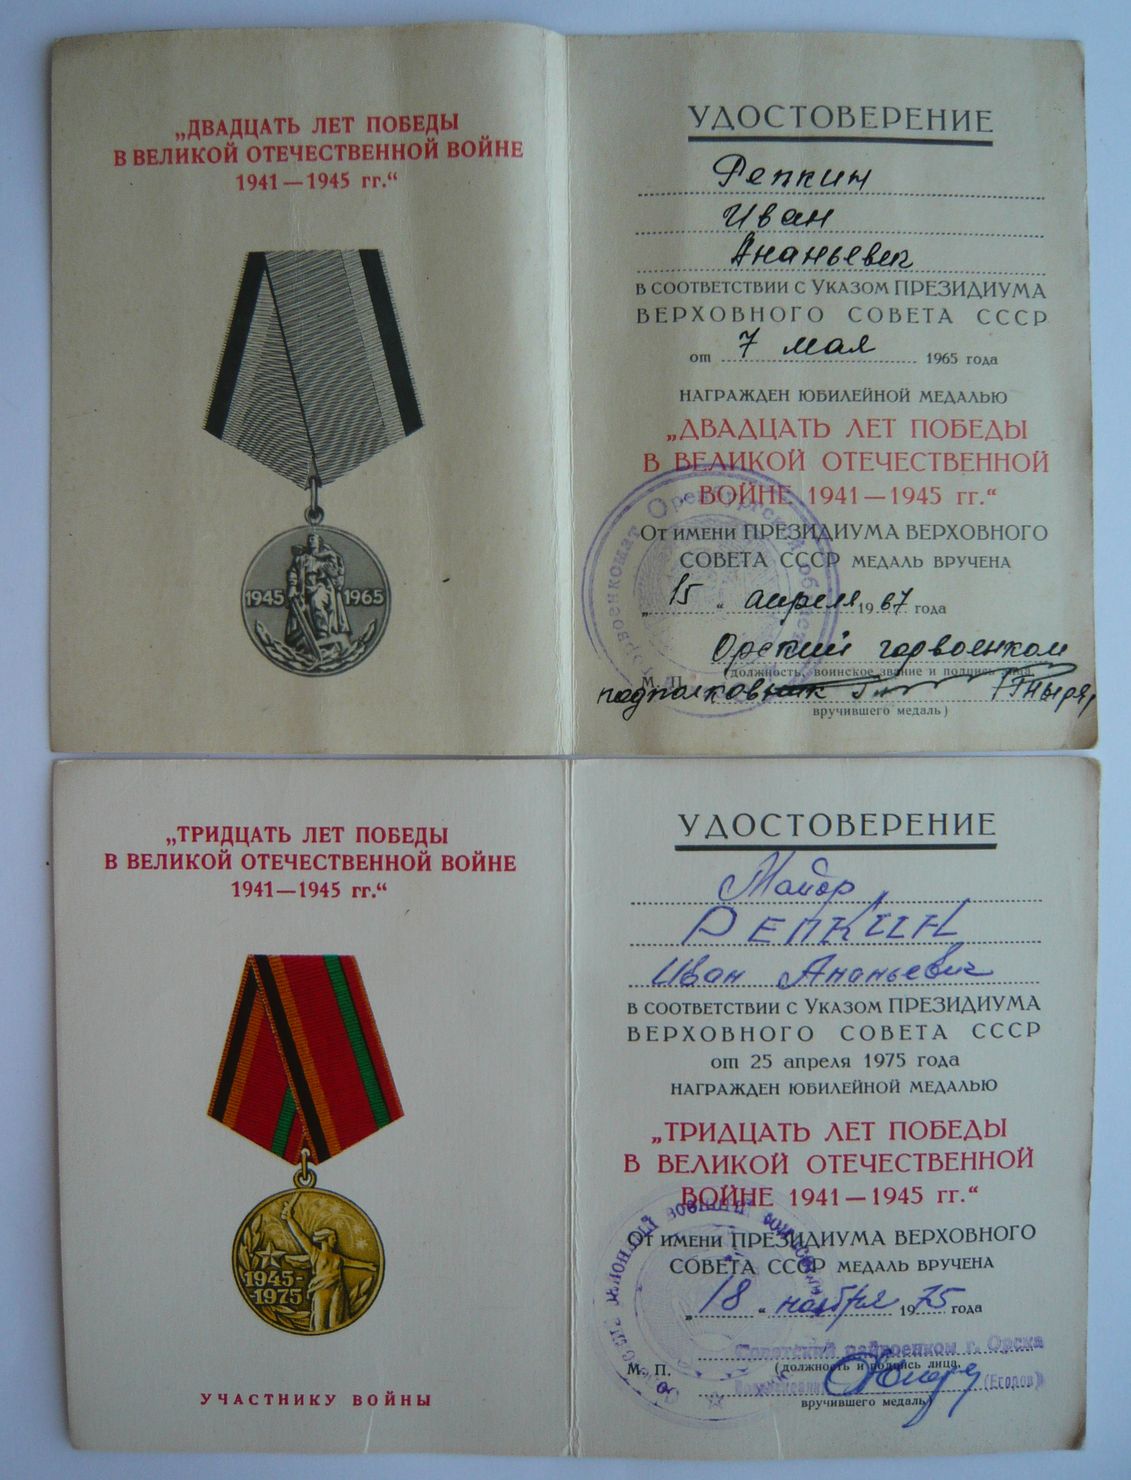 „ДВАДЦАТЬ ЛЕТ ПОБЕДЫ
В ВЕЛИКОЙ ОТЕЧЕСТВЕННОЙ ВОЙНЕ
1941—1945 гг.“
1945 1965
УДОСТОВЕРЕНИЕ
Репкин
Иван
Ананьевич
В СООТВЕТСТВИИ С УКАЗОМ ПРЕЗИДИУМА
ВЕРХОВНОГО СОВЕТА СССР
от 7 мая 1965 года
НАГРАЖДЕН ЮБИЛЕЙНОЙ МЕДАЛЬЮ
„ДВАДЦАТЬ ЛЕТ ПОБЕДЫ
В ВЕЛИКОЙ ОТЕЧЕСТВЕННОЙ
ВОЙНЕ 1941—1945 гг.“
ОТ ИМЕНИ ПРЕЗИДИУМА ВЕРХОВНОГО
СОВЕТА СССР МЕДАЛЬ ВРУЧЕНА
„15“ апреля 1967 года
Орский горвоенком
М. П. (должность, воинское звание и подпись лица,
подполковник
вручившего медаль)
Оренбургской
„ТРИДЦАТЬ ЛЕТ ПОБЕДЫ
В ВЕЛИКОЙ ОТЕЧЕСТВЕННОЙ ВОЙНЕ
1941—1945 гг.“
1945-
1975
УЧАСТНИКУ ВОЙНЫ
УДОСТОВЕРЕНИЕ
Майор
РЕПКИН
Иван Ананьевич
В СООТВЕТСТВИИ С УКАЗОМ ПРЕЗИДИУМА
ВЕРХОВНОГО СОВЕТА СССР
от 25 апреля 1975 года
НАГРАЖДЕН ЮБИЛЕЙНОЙ МЕДАЛЬЮ
„ТРИДЦАТЬ ЛЕТ ПОБЕДЫ
В ВЕЛИКОЙ ОТЕЧЕСТВЕННОЙ
ВОЙНЕ 1941—1945 гг.“
ОТ ИМЕНИ ПРЕЗИДИУМА ВЕРХОВНОГО
СОВЕТА СССР МЕДАЛЬ ВРУЧЕНА
„18“ ноября 1975 года
Советский райвоенком г. Орска
М. П. (должность и подпись лица,
вручившего медаль)